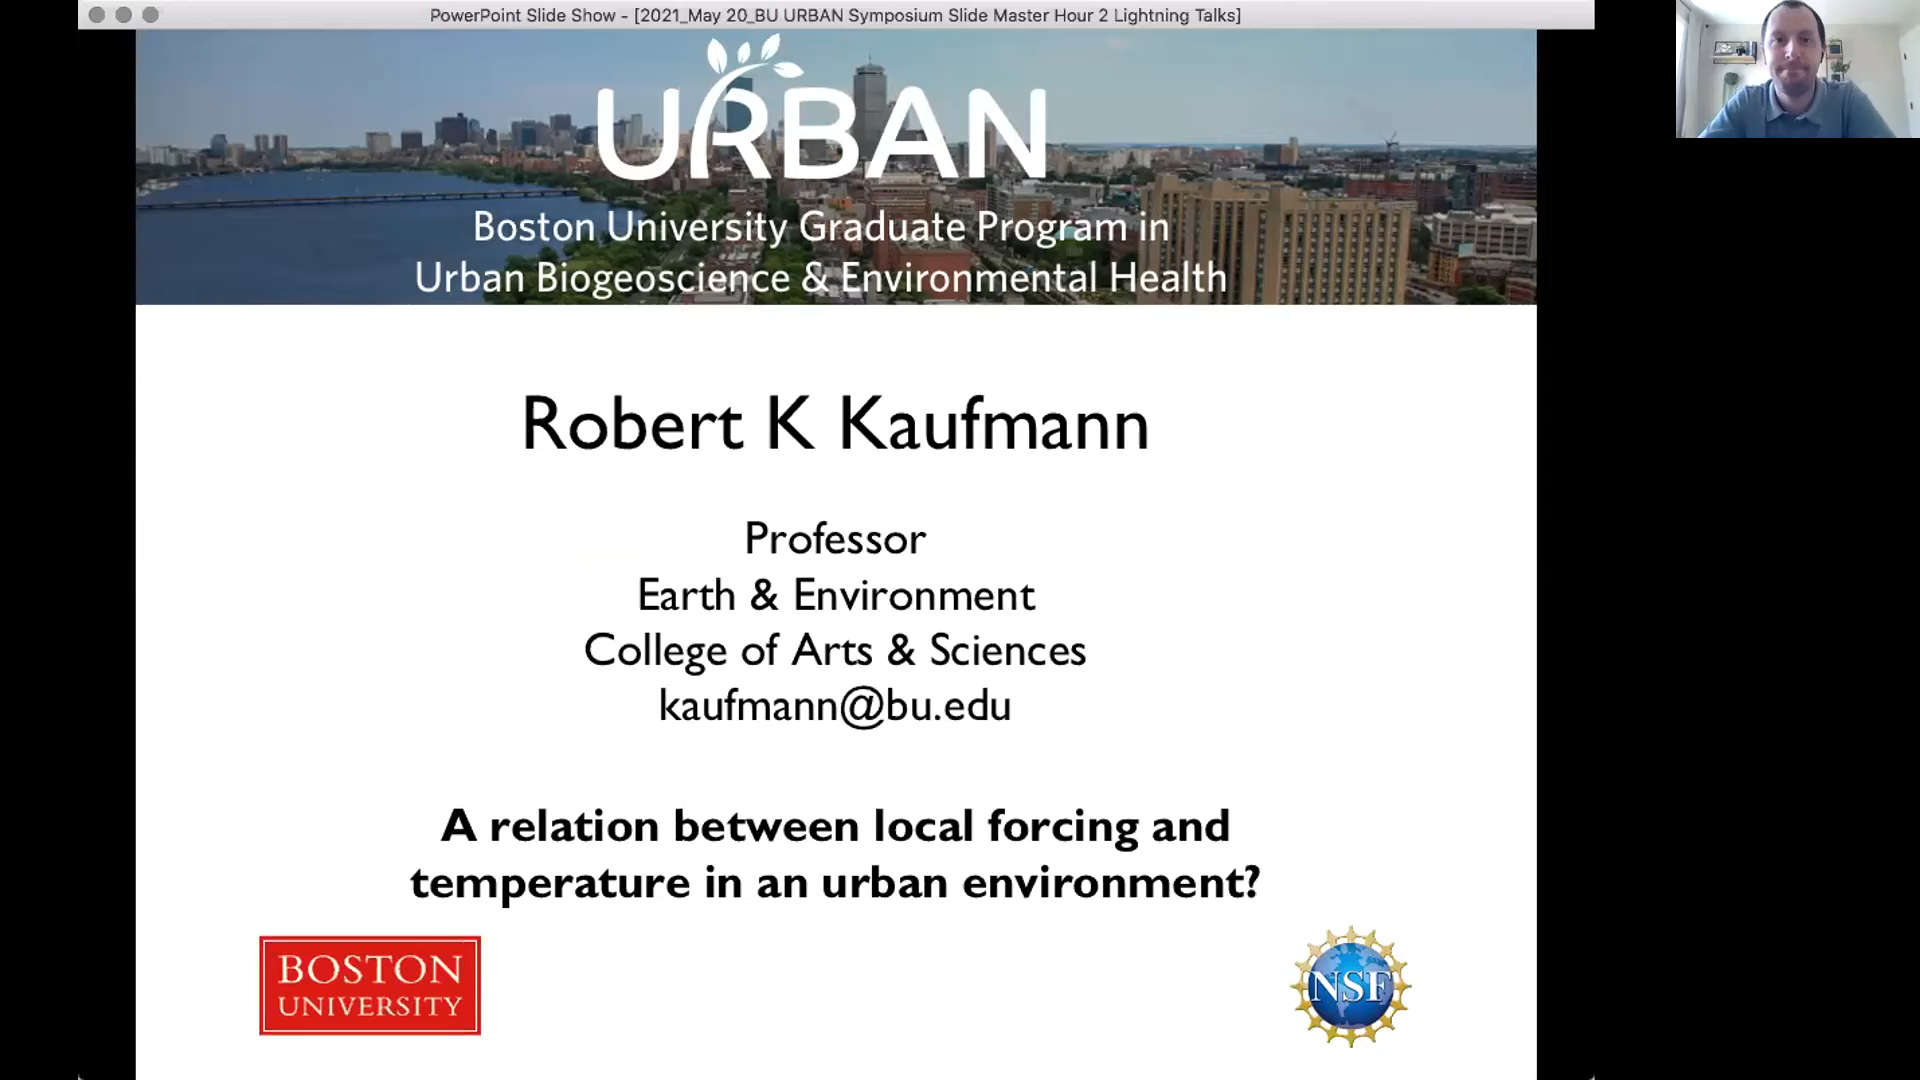 PowerPoint Slide Show - [2021_May 20_BU URBAN Symposium Slide Master Hour 2 Lightning Talks]
URBAN
Boston University Graduate Program in
Urban Biogeoscience & Environmental Health
Robert K Kaufmann
Professor
Earth & Environment
College of Arts & Sciences
kaufmann@bu.edu
A relation between local forcing and
temperature in an urban environment?
BOSTON
UNIVERSITY
NSF